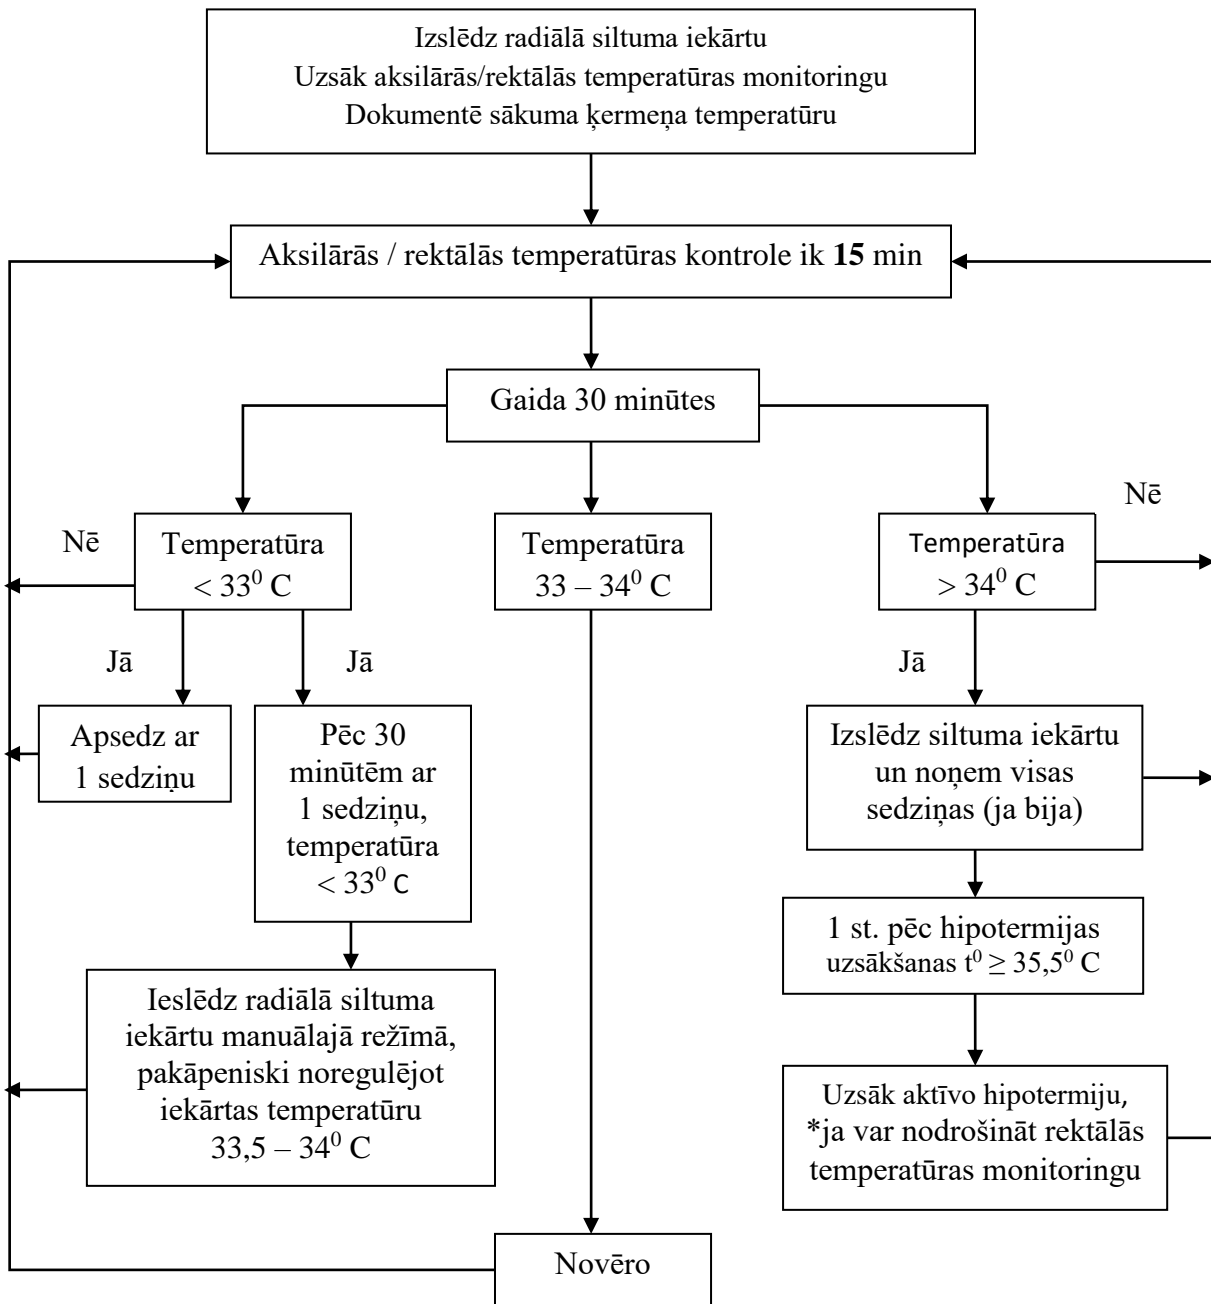 Izslēdz radiālā siltuma iekārtu
Uzsāk aksilārās/rektālās temperatūras monitoringu
Dokumentē sākuma ķermeņa temperatūru
Aksilārās / rektālās temperatūras kontrole ik 15 min
Gaida 30 minūtes
Nē
Temperatūra
< 33⁰ C
Temperatūra
33 – 34⁰ C
Temperatūra
> 34⁰ C
Nē
Jā
Jā
Jā
Apsedz ar
1 sedziņu
Pēc 30
minūtēm ar
1 sedziņu,
temperatūra
< 33⁰ C
Izslēdz siltuma iekārtu
un noņem visas
sedziņas (ja bija)
1 st. pēc hipotermijas
uzsākšanas t⁰ ≥ 35,5⁰ C
Ieslēdz radiālā siltuma
iekārtu manuālajā režīmā,
pakāpeniski noregulējot
iekārtas temperatūru
33,5 – 34⁰ C
Uzsāk aktīvo hipotermiju,
*ja var nodrošināt rektālās
temperatūras monitoringu
Novēro